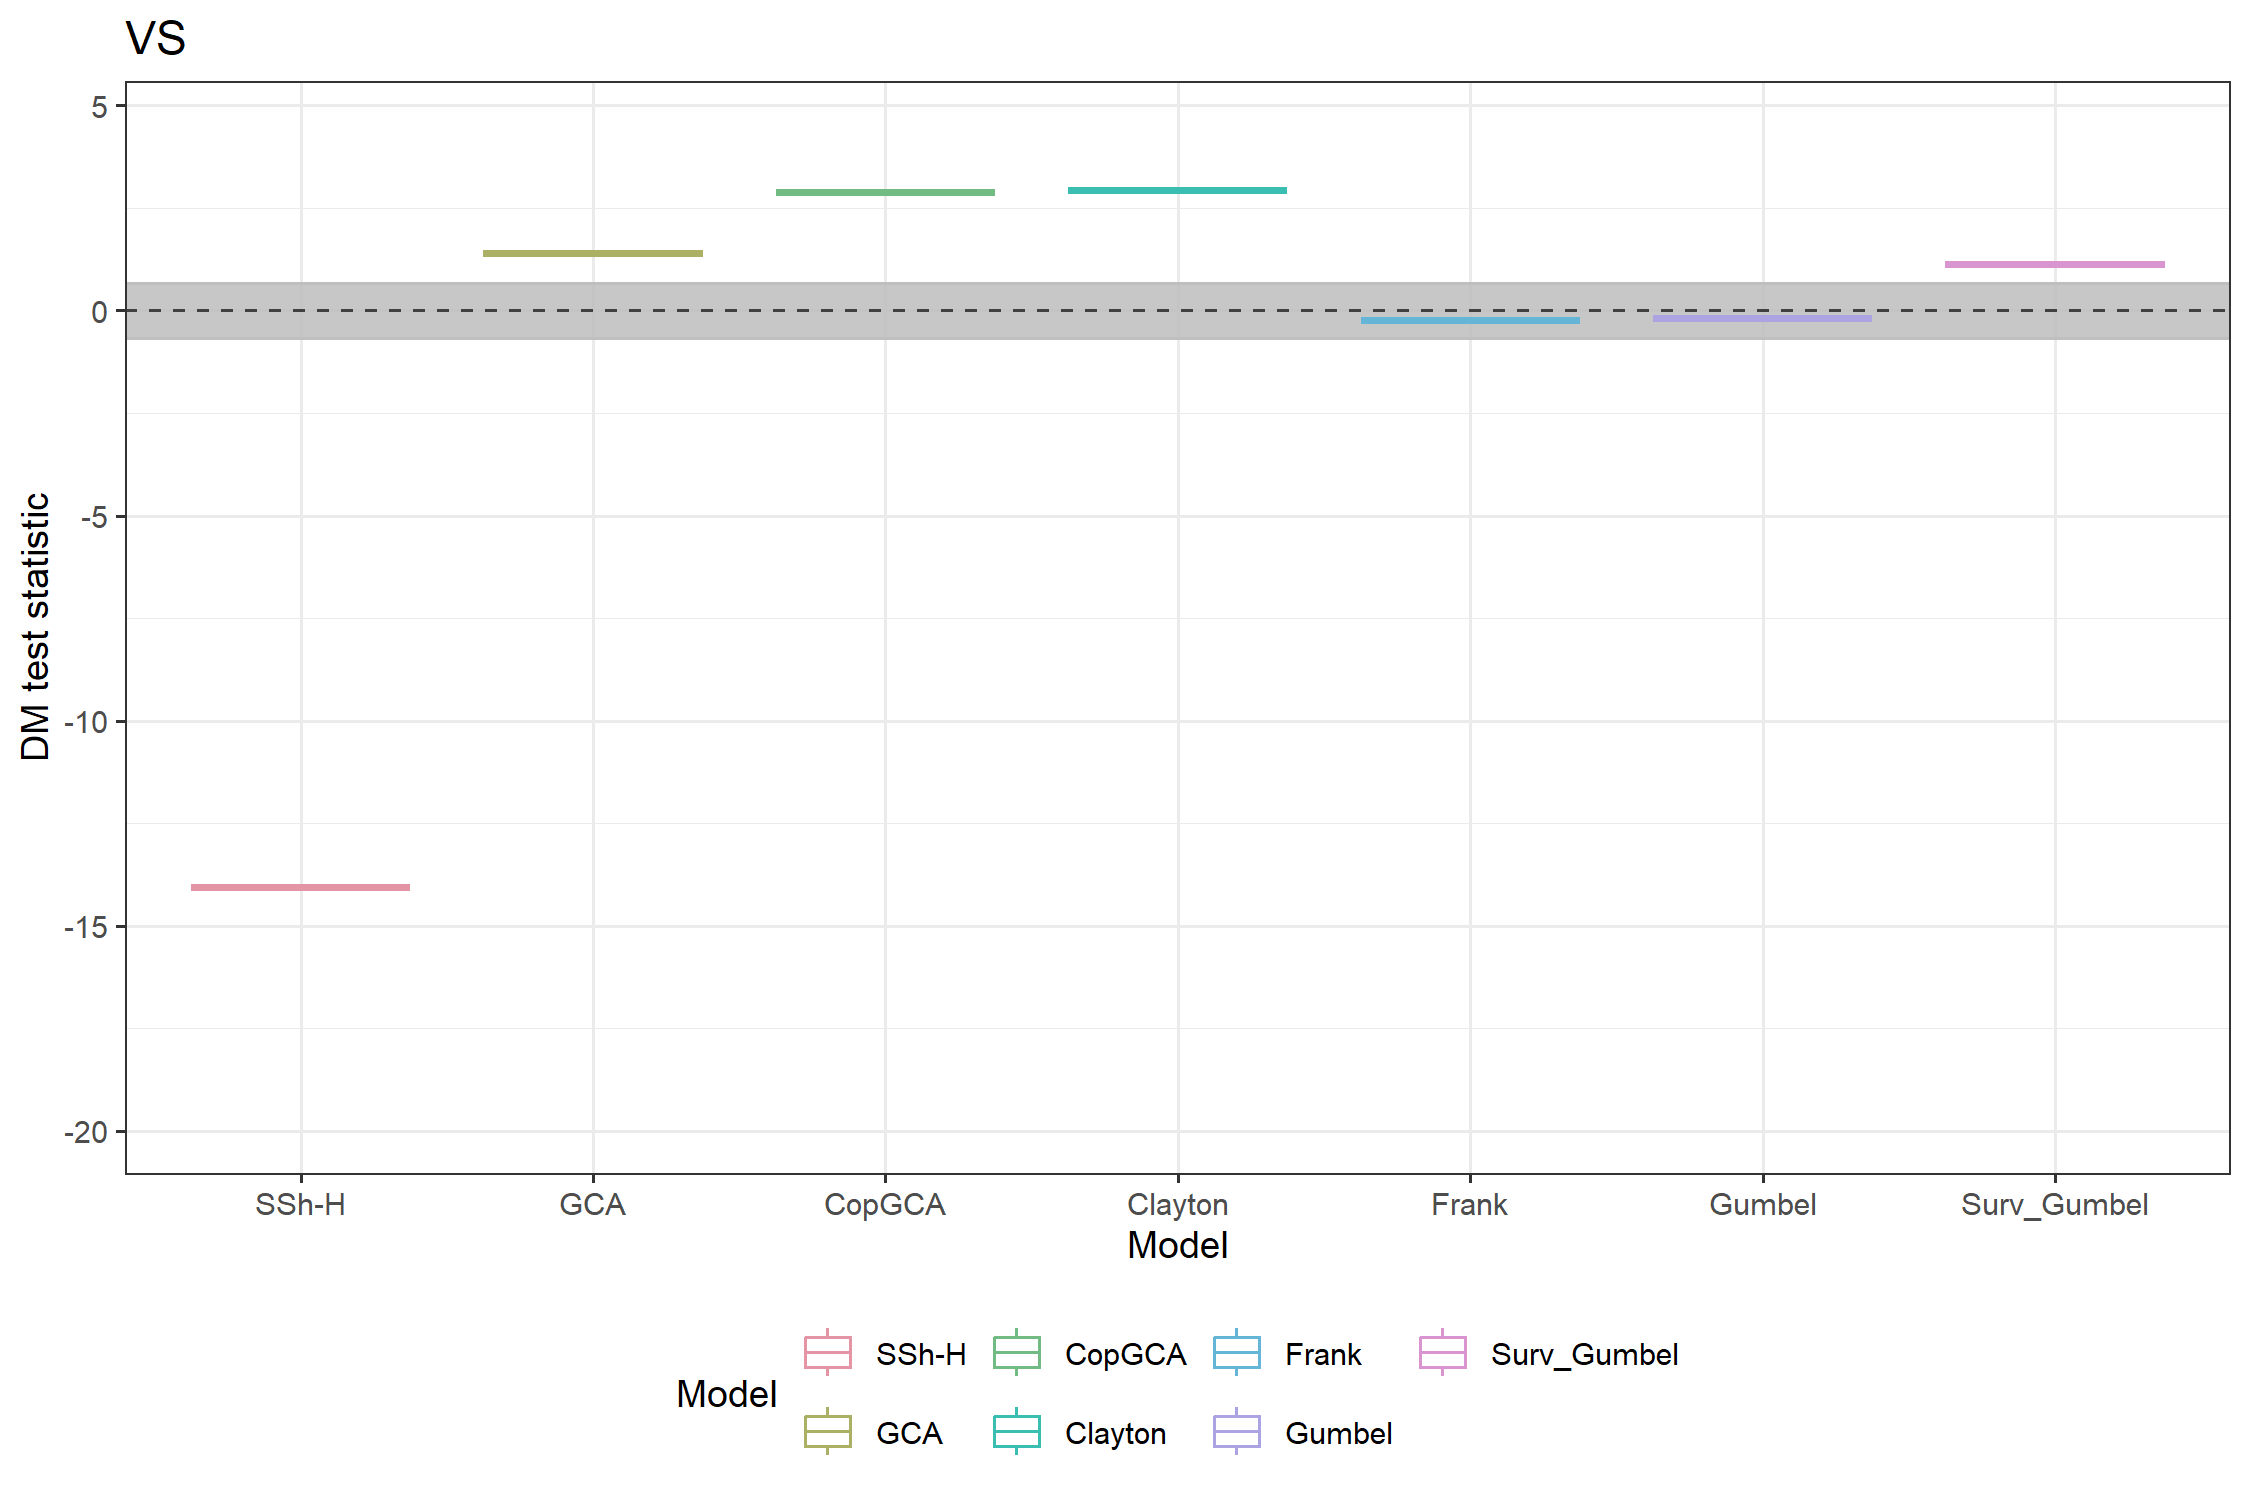 VS
DM test statistic
5
0
-5
-10
-15
-20
SSh-H GCA CopGCA Clayton Frank Gumbel Surv_Gumbel
Model
Model
SSh-H CopGCA Frank Surv_Gumbel
GCA Clayton Gumbel